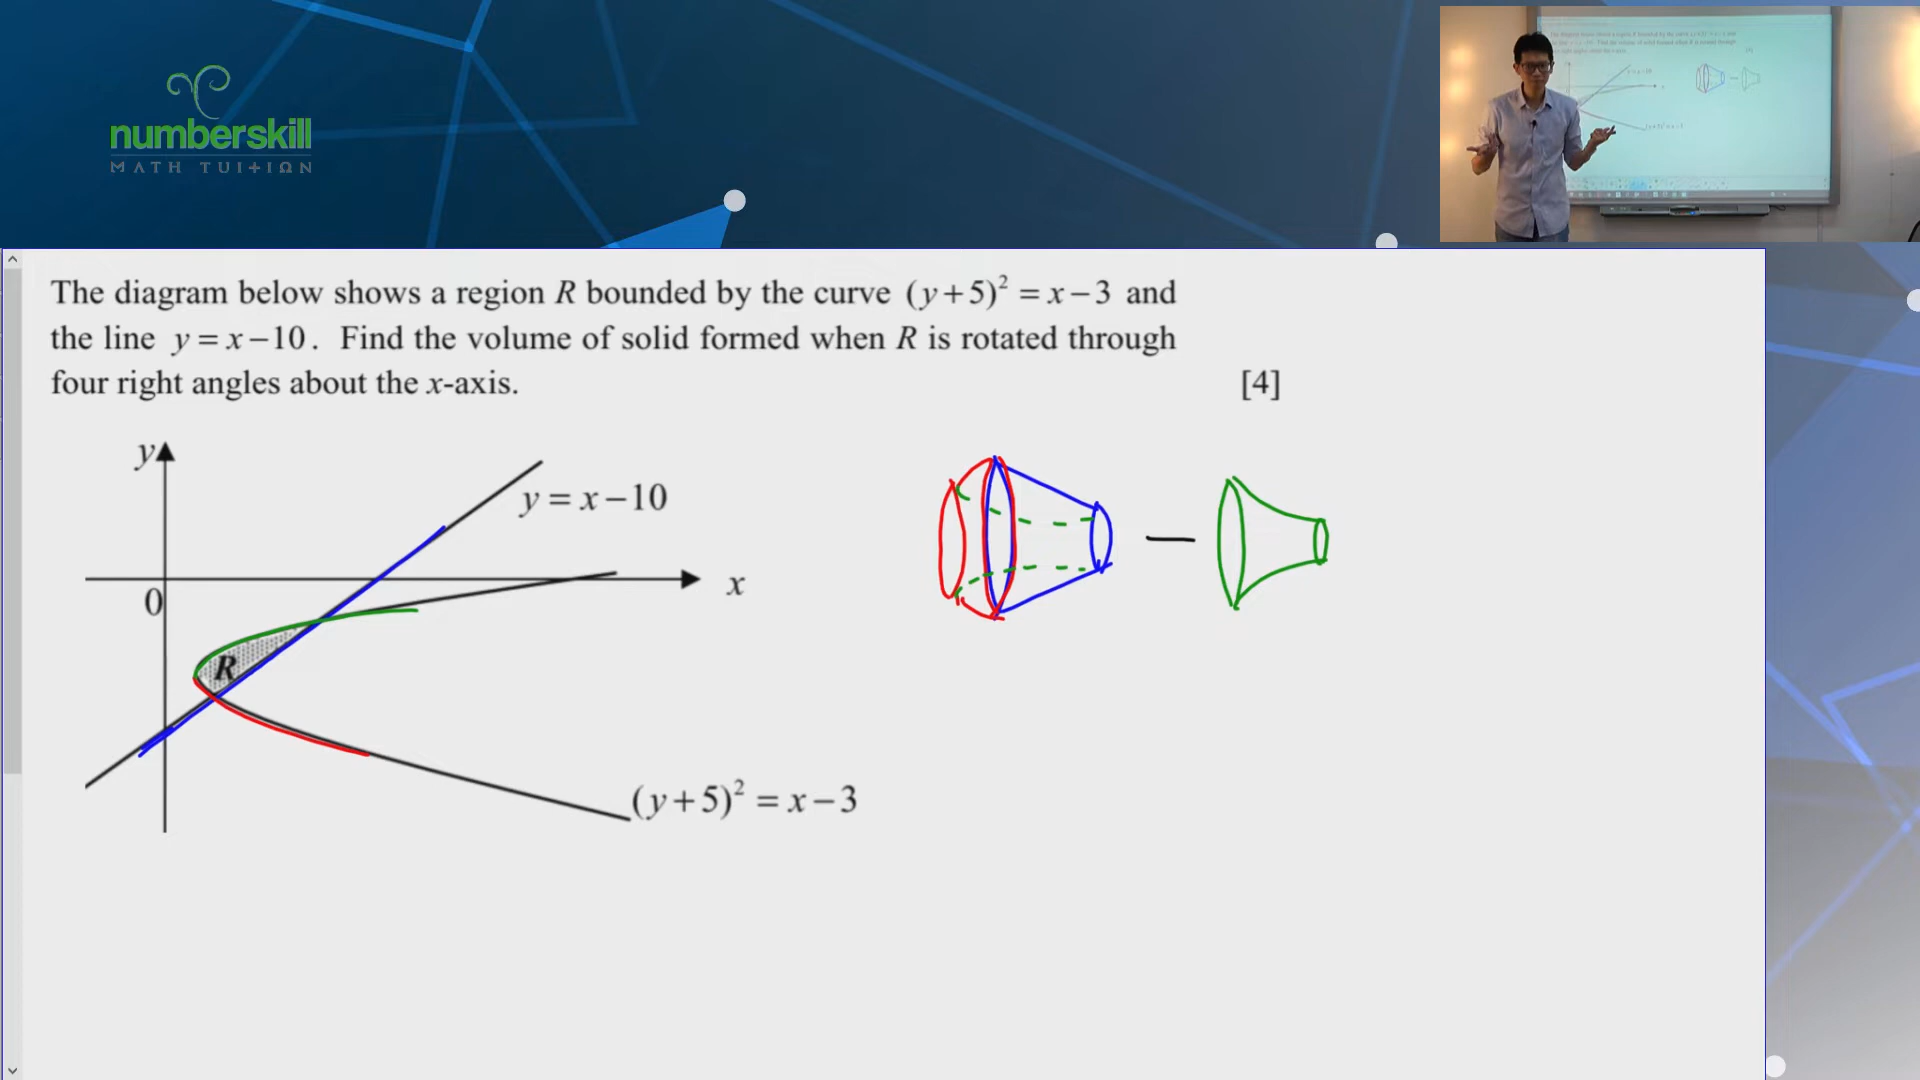 numberskill
MATH TUI+IΩN
The diagram below shows a region R bounded by the curve (y+5)² = x−3 and
the line y = x−10. Find the volume of solid formed when R is rotated through
four right angles about the x-axis. [4]
y
y = x−10
x
0
R
(y+5)² = x−3